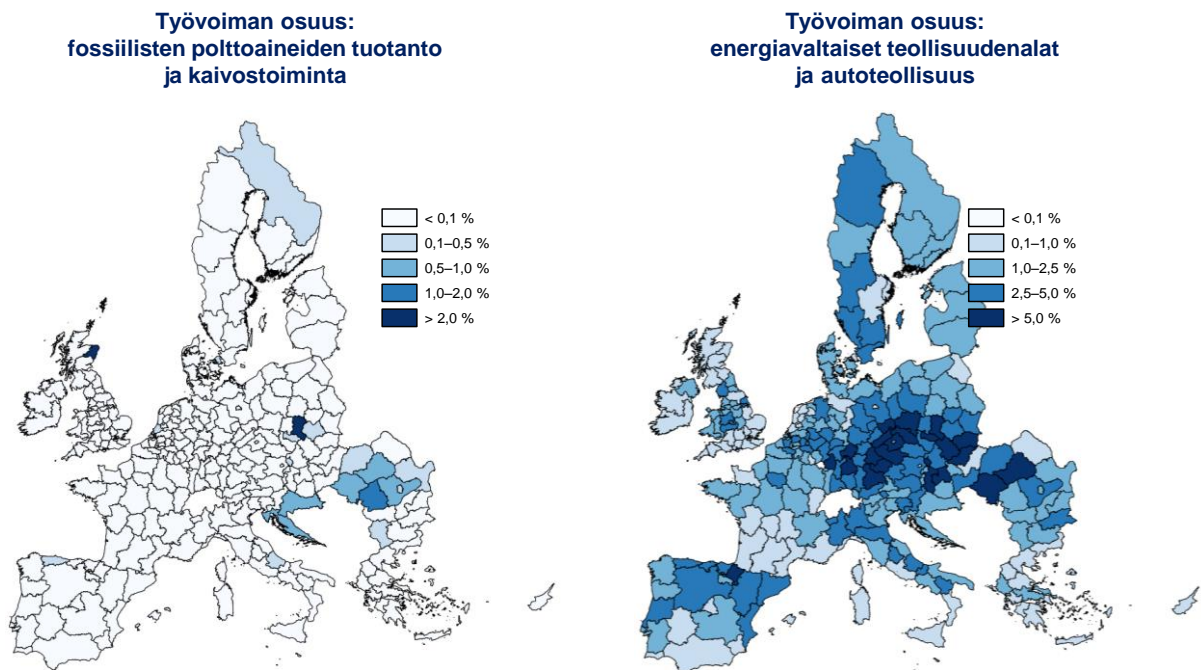 Työvoiman osuus:
fossiilisten polttoaineiden tuotanto
ja kaivostoiminta
< 0,1 %
0,1–0,5 %
0,5–1,0 %
1,0–2,0 %
> 2,0 %
Työvoiman osuus:
energiavaltaiset teollisuudenalat
ja autoteollisuus
< 0,1 %
0,1–1,0 %
1,0–2,5 %
2,5–5,0 %
> 5,0 %